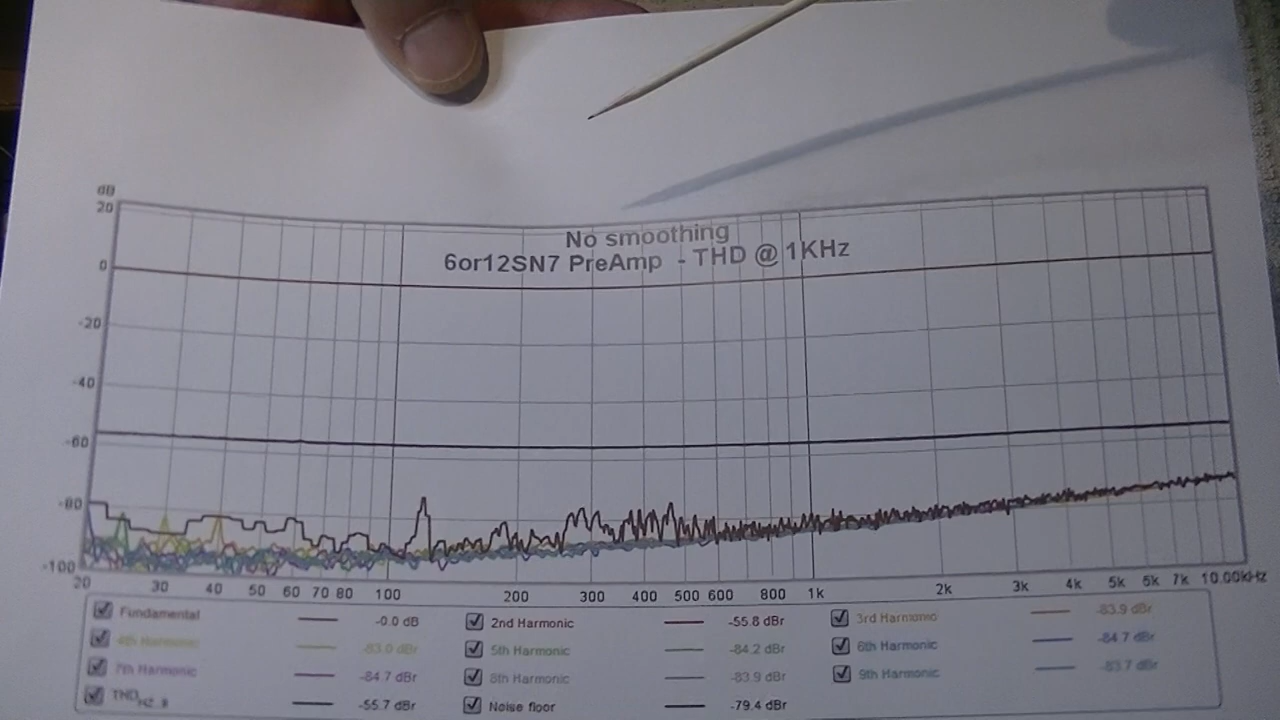 dB
No smoothing
6or12SN7 PreAmp - THD @ 1KHz
20
0
-20
-40
-60
-80
-100
20 30 40 50 60 70 80 100 200 300 400 500 600 800 1k 2k 3k 4k 5k 6k 7k 10.00kHz
Fundamental -0.0 dB 2nd Harmonic -55.8 dBr 3rd Harmonic -83.9 dBr
4th Harmonic -83.0 dBr 5th Harmonic -84.2 dBr 6th Harmonic -84.7 dBr
7th Harmonic -84.7 dBr 8th Harmonic -83.9 dBr 9th Harmonic -83.7 dBr
-55.7 dBr Noise floor -79.4 dBr